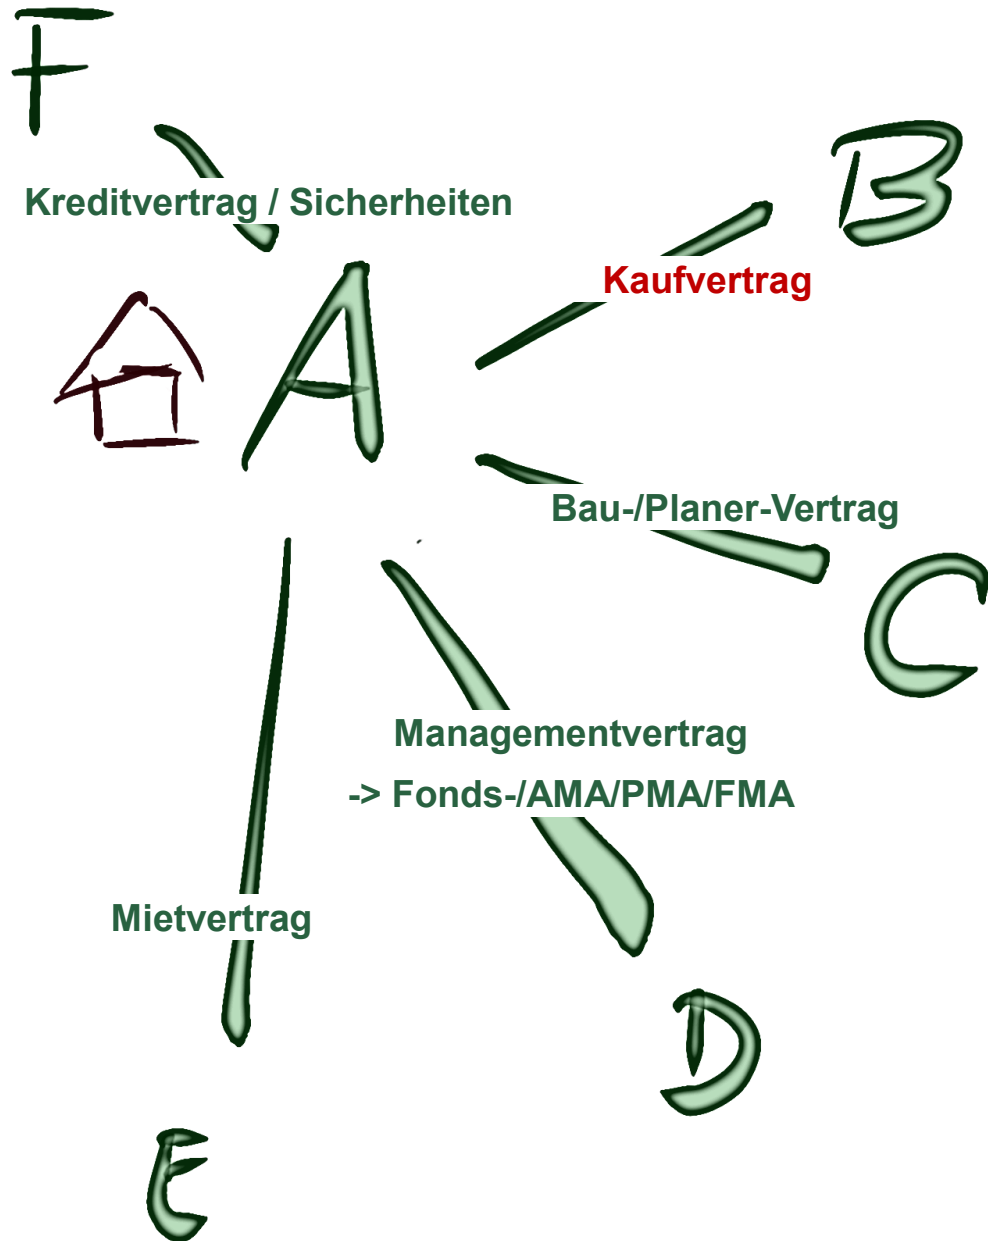 F
B
Kreditvertrag / Sicherheiten
Kaufvertrag
A
Bau-/Planer-Vertrag
C
Managementvertrag
-> Fonds-/AMA/PMA/FMA
Mietvertrag
D
E